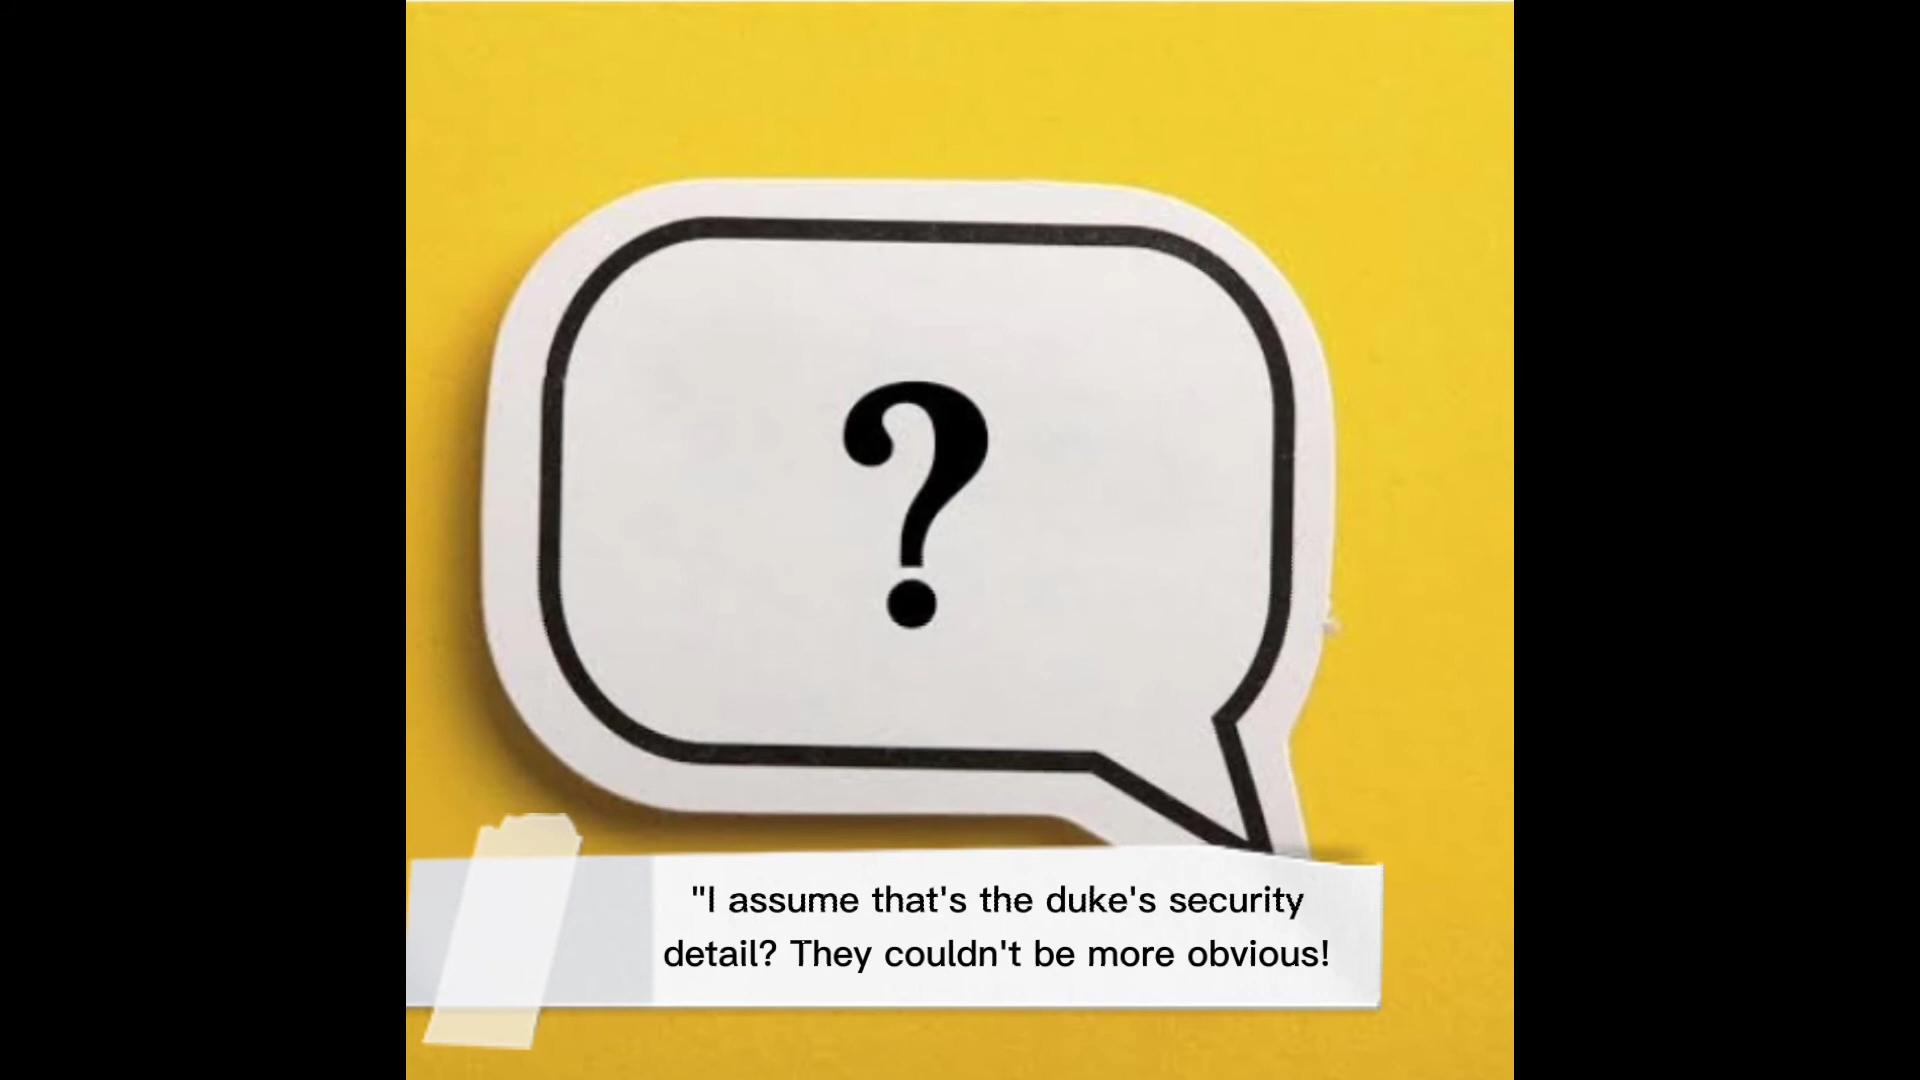 ?
"I assume that's the duke's security
detail? They couldn't be more obvious!